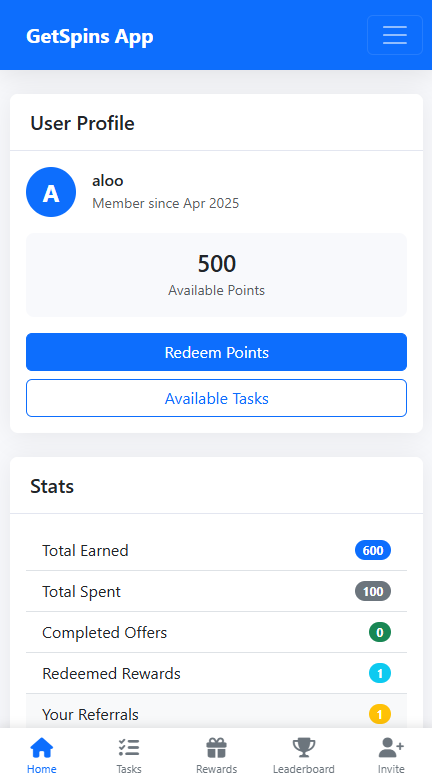 GetSpins App
User Profile
A
aloo
Member since Apr 2025
500
Available Points
Redeem Points
Available Tasks
Stats
Total Earned 600
Total Spent 100
Completed Offers 0
Redeemed Rewards 1
Your Referrals 1
Home Tasks Rewards Leaderboard Invite